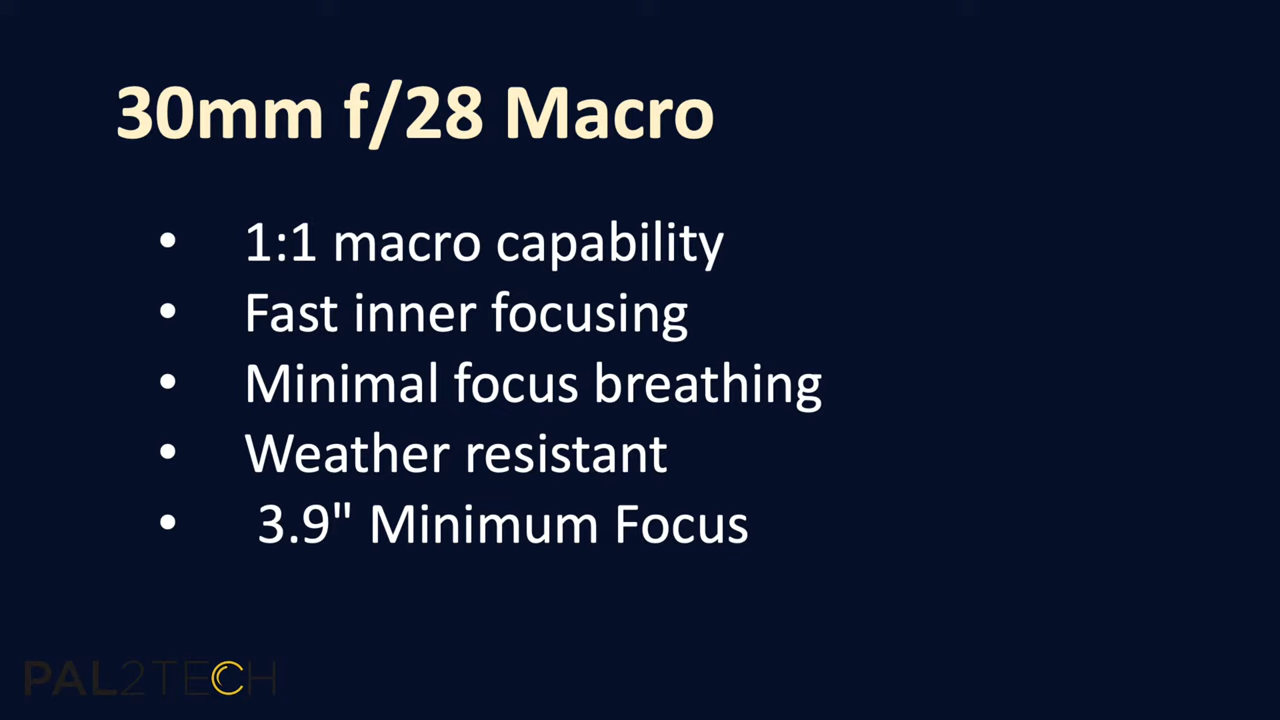 30mm f/28 Macro
• 1:1 macro capability
• Fast inner focusing
• Minimal focus breathing
• Weather resistant
• 3.9" Minimum Focus
PAL2TECH